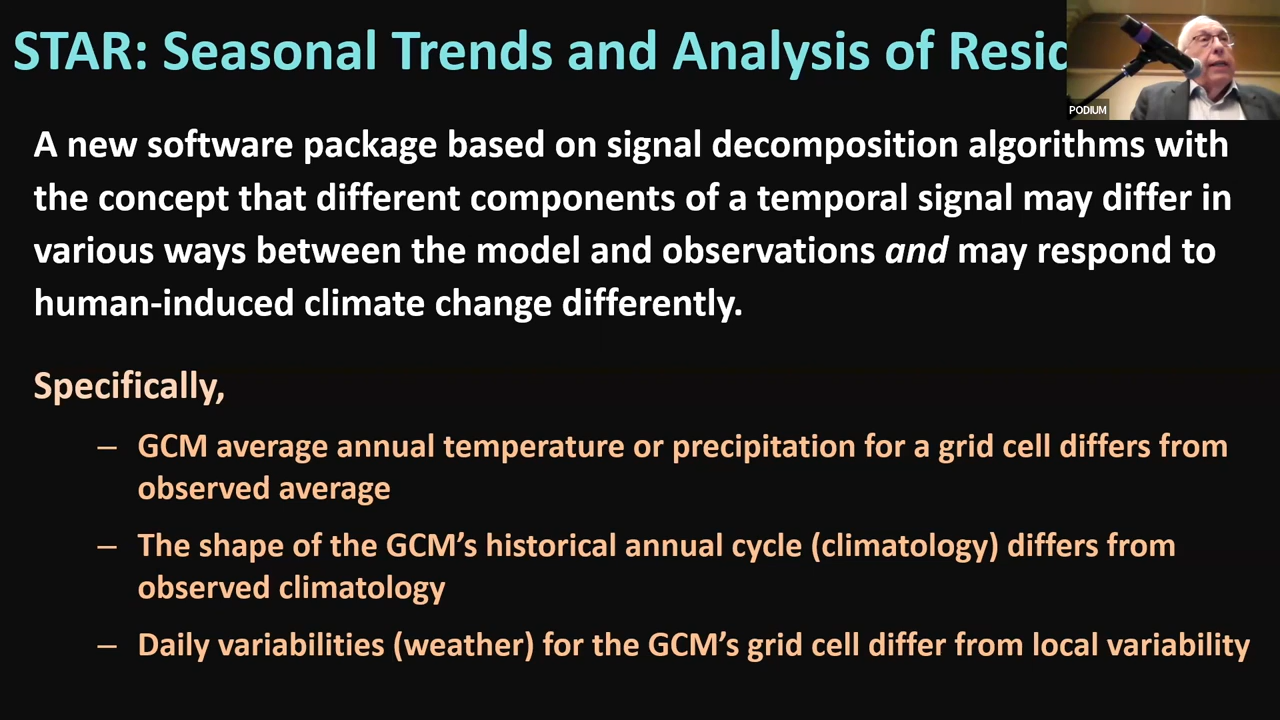 STAR: Seasonal Trends and Analysis of Resid
PODIUM
A new software package based on signal decomposition algorithms with
the concept that different components of a temporal signal may differ in
various ways between the model and observations and may respond to
human-induced climate change differently.
Specifically,
– GCM average annual temperature or precipitation for a grid cell differs from
observed average
– The shape of the GCM’s historical annual cycle (climatology) differs from
observed climatology
– Daily variabilities (weather) for the GCM’s grid cell differ from local variability